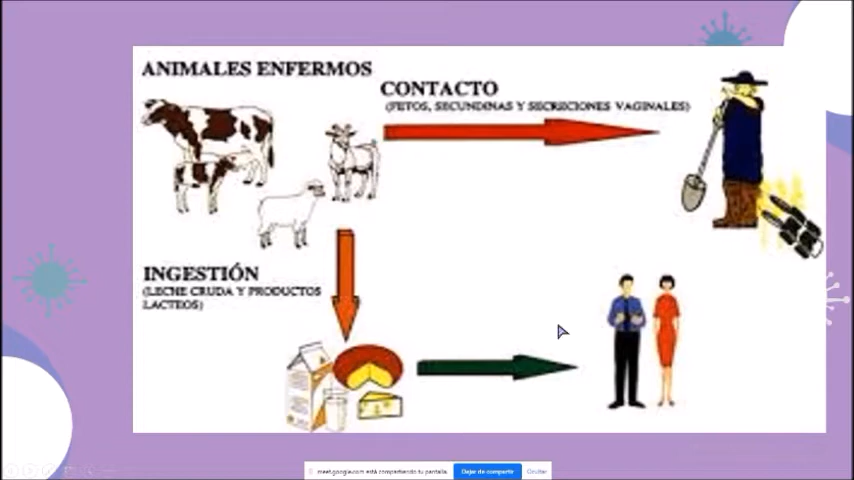 ANIMALES ENFERMOS
CONTACTO
(FETOS, SECUNDINAS Y SECRECIONES VAGINALES)
INGESTIÓN
(LECHE CRUDA Y PRODUCTOS
LACTEOS)
meet.google.com está compartiendo tu pantalla.
Dejar de compartir
Ocultar